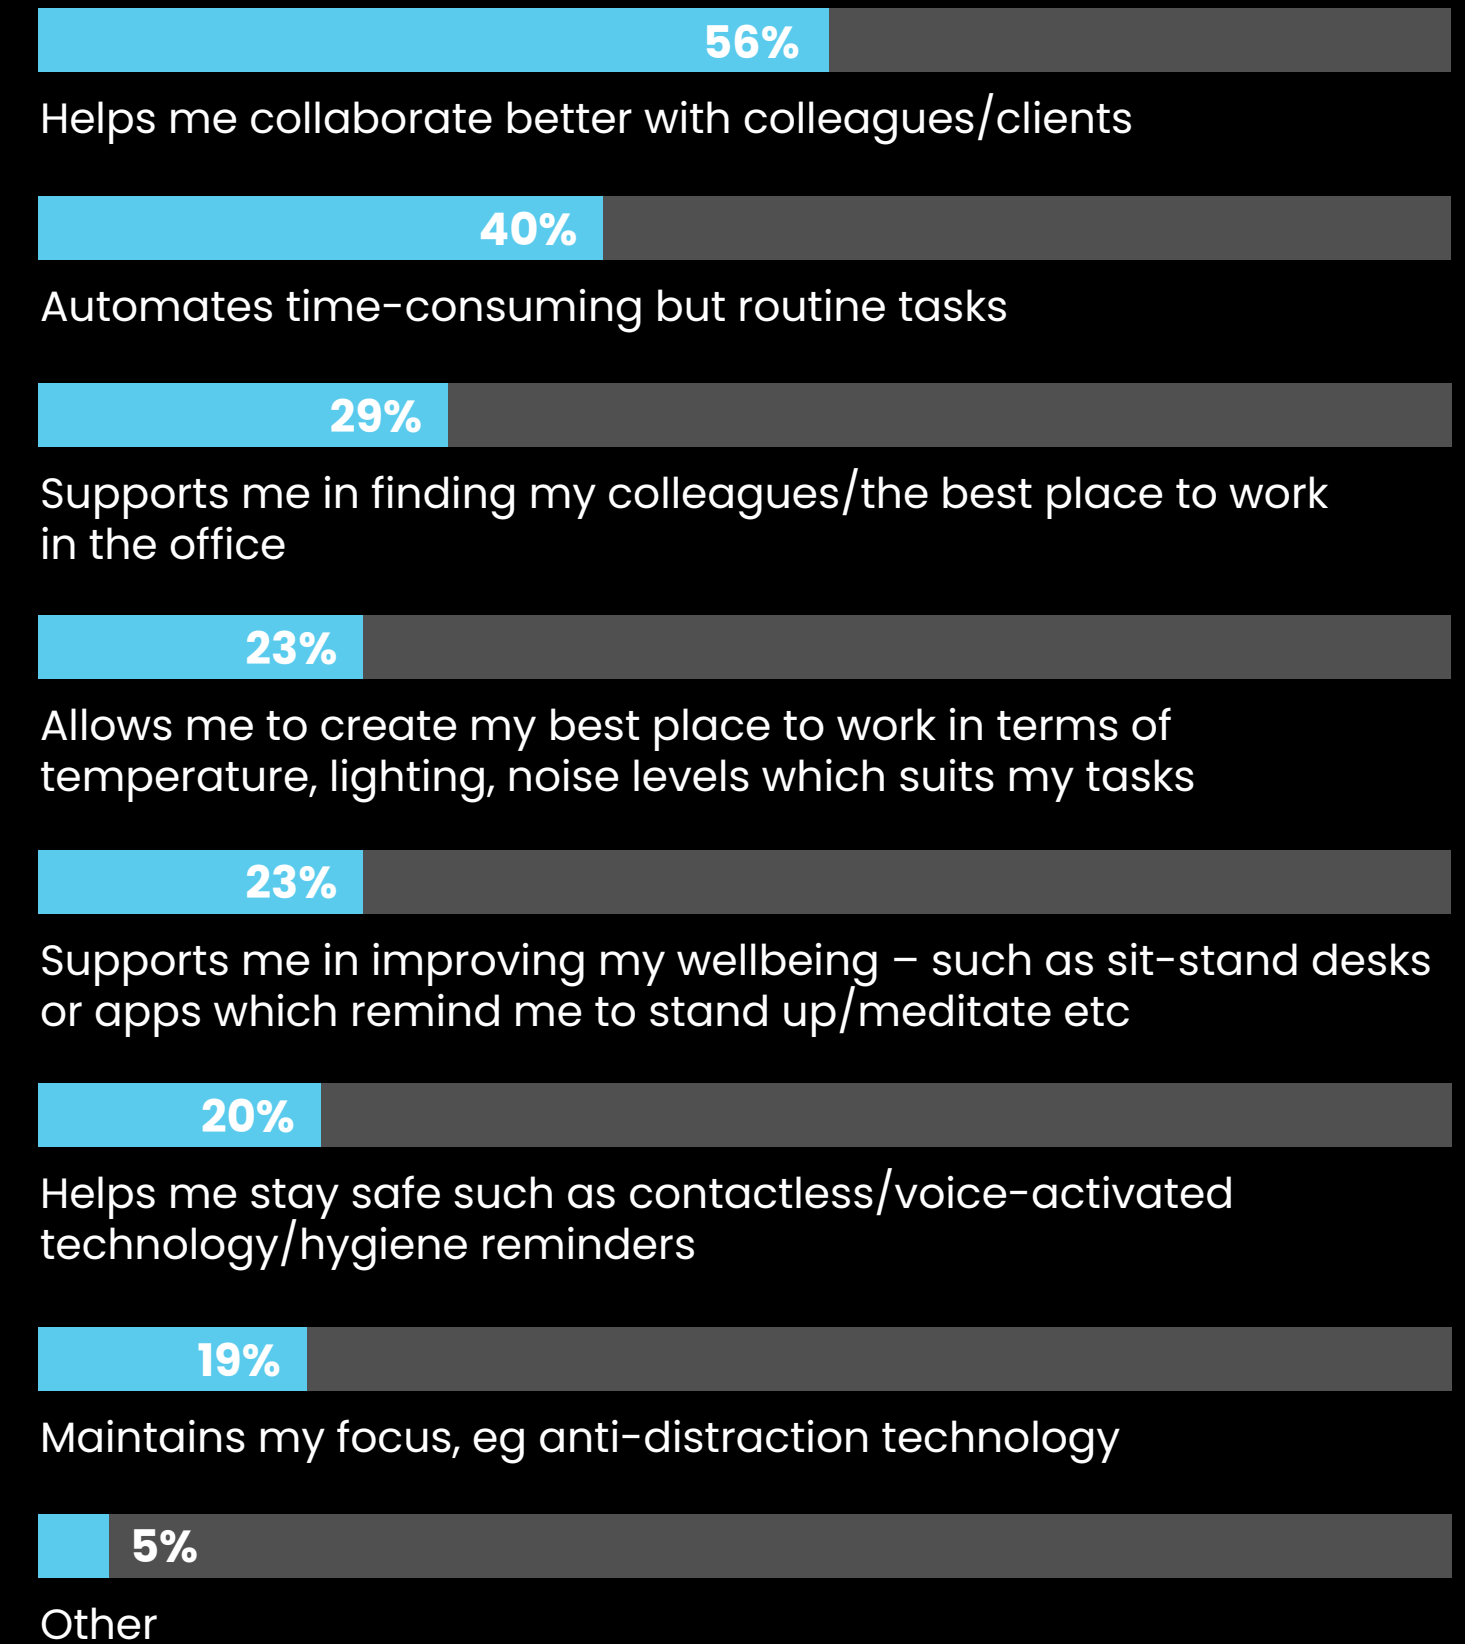 56%
Helps me collaborate better with colleagues/clients
40%
Automates time-consuming but routine tasks
29%
Supports me in finding my colleagues/the best place to work
in the office
23%
Allows me to create my best place to work in terms of
temperature, lighting, noise levels which suits my tasks
23%
Supports me in improving my wellbeing – such as sit-stand desks
or apps which remind me to stand up/meditate etc
20%
Helps me stay safe such as contactless/voice-activated
technology/hygiene reminders
19%
Maintains my focus, eg anti-distraction technology
5%
Other